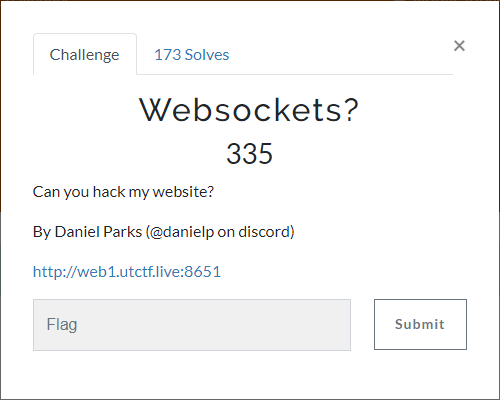 Challenge
173 Solves
×
Websockets?
335
Can you hack my website?
By Daniel Parks (@danielp on discord)
http://web1.utctf.live:8651
Flag
Submit